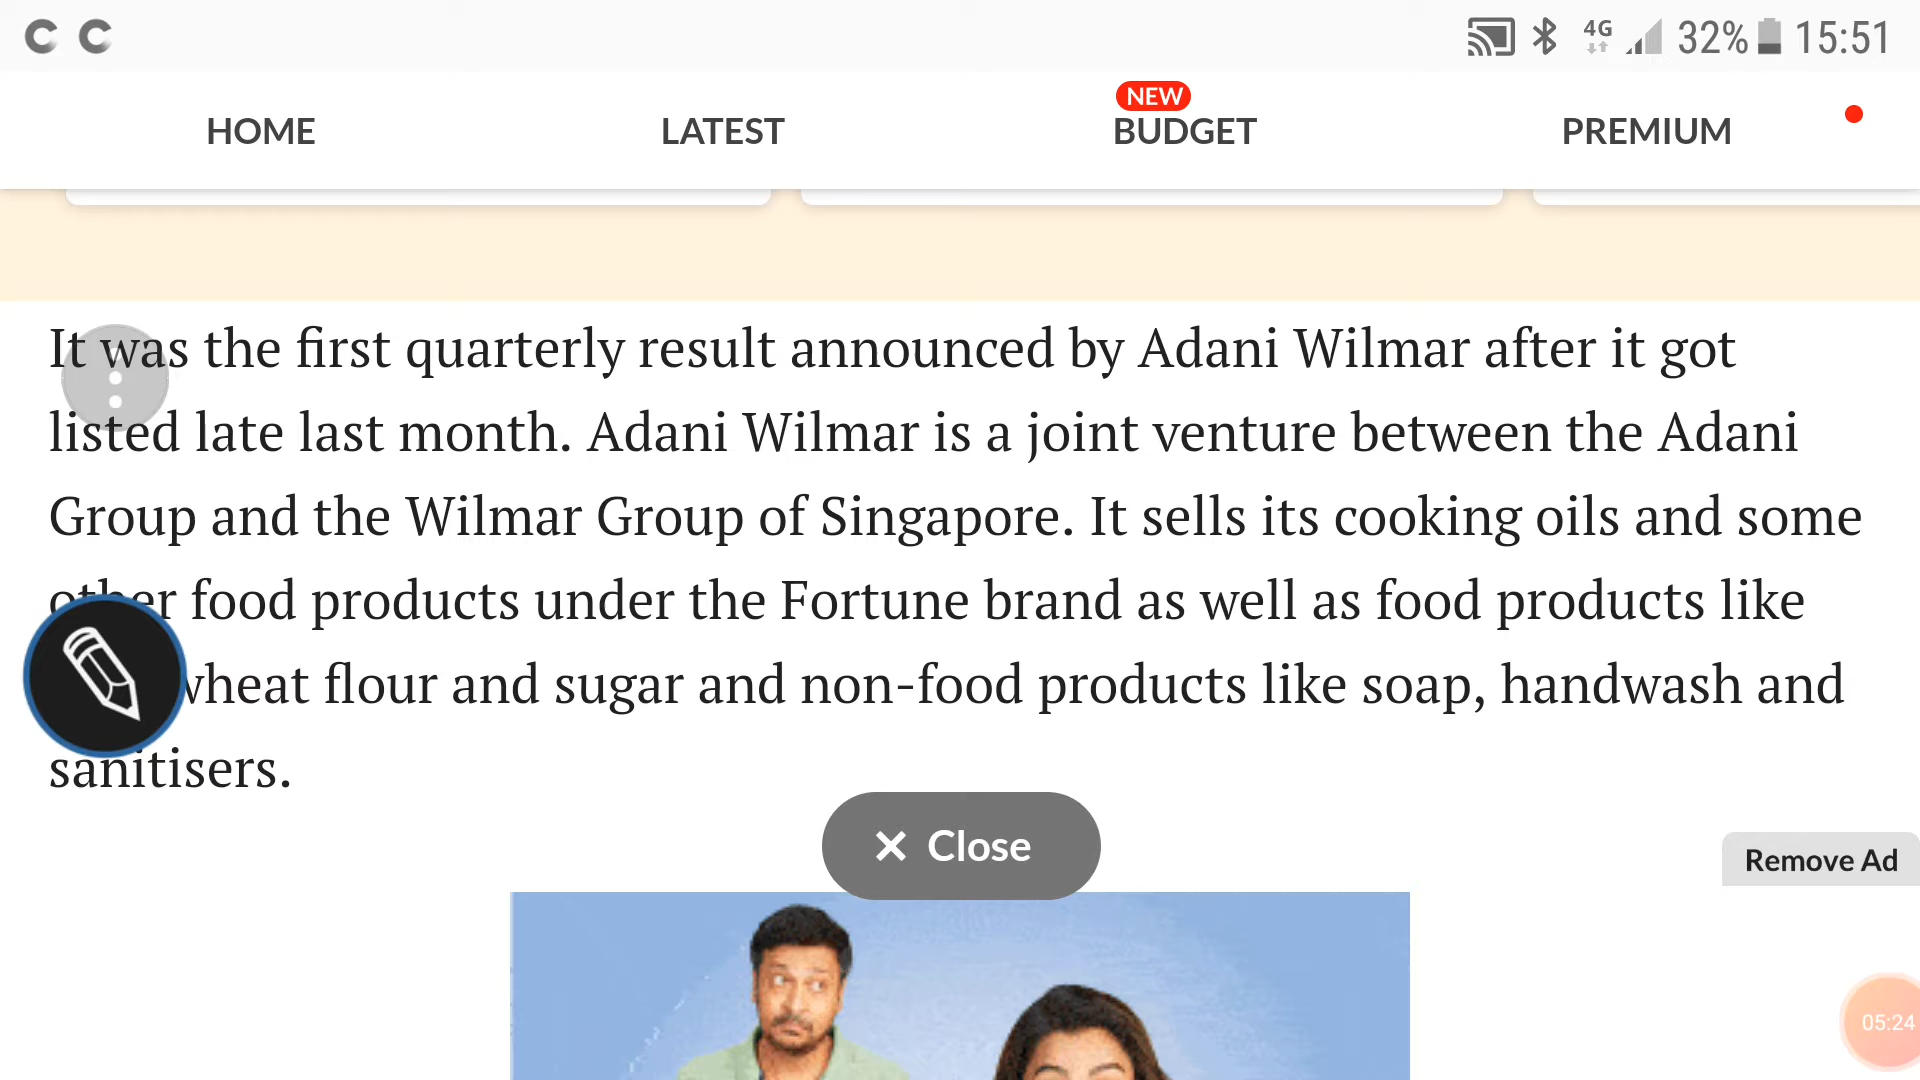 4G 32% 15:51
HOME LATEST NEW BUDGET PREMIUM
It was the first quarterly result announced by Adani Wilmar after it got
listed late last month. Adani Wilmar is a joint venture between the Adani
Group and the Wilmar Group of Singapore. It sells its cooking oils and some
other food products under the Fortune brand as well as food products like
wheat flour and sugar and non-food products like soap, handwash and
sanitisers.
Close
Remove Ad
05:24